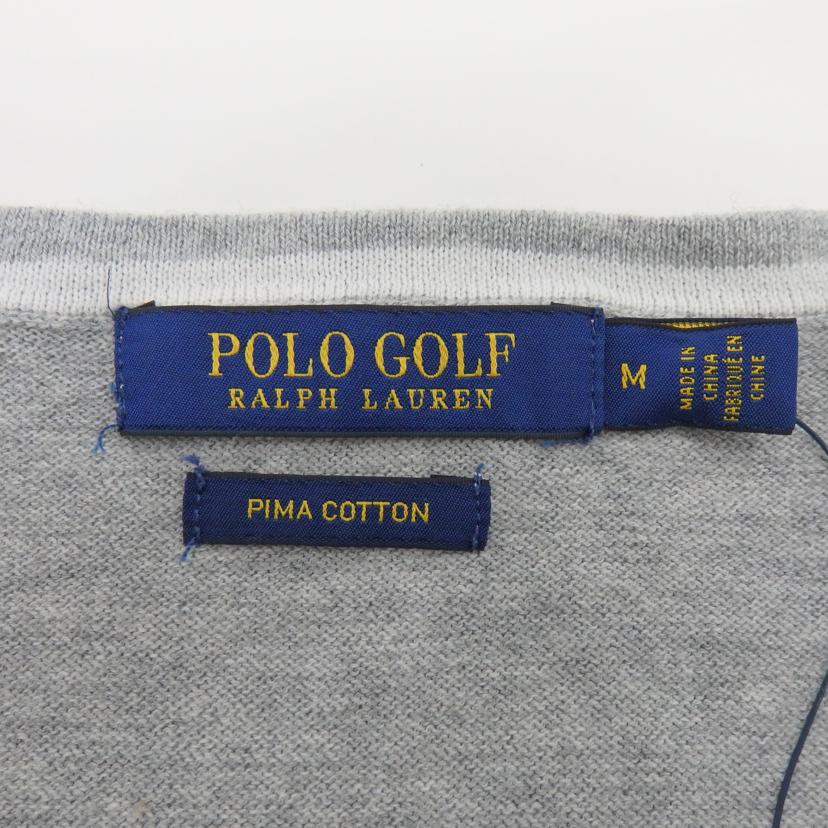 POLO GOLF
RALPH LAUREN
M
MADE IN
CHINA
FABRIQUÉ EN
CHINE
PIMA COTTON